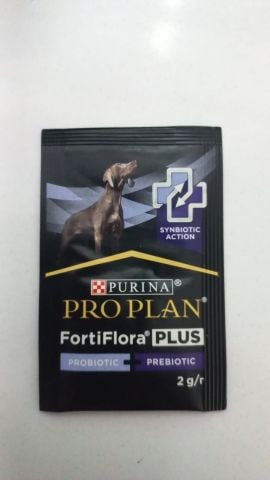 SYNBIOTIC
ACTION
PURINA®
PRO PLAN®
FortiFlora® PLUS
PROBIOTIC PREBIOTIC
2 g/г